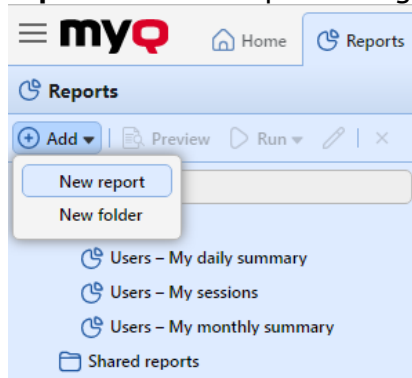 myQ Home Reports
Reports
Add Preview Run
New report
New folder
Users – My daily summary
Users – My sessions
Users – My monthly summary
Shared reports